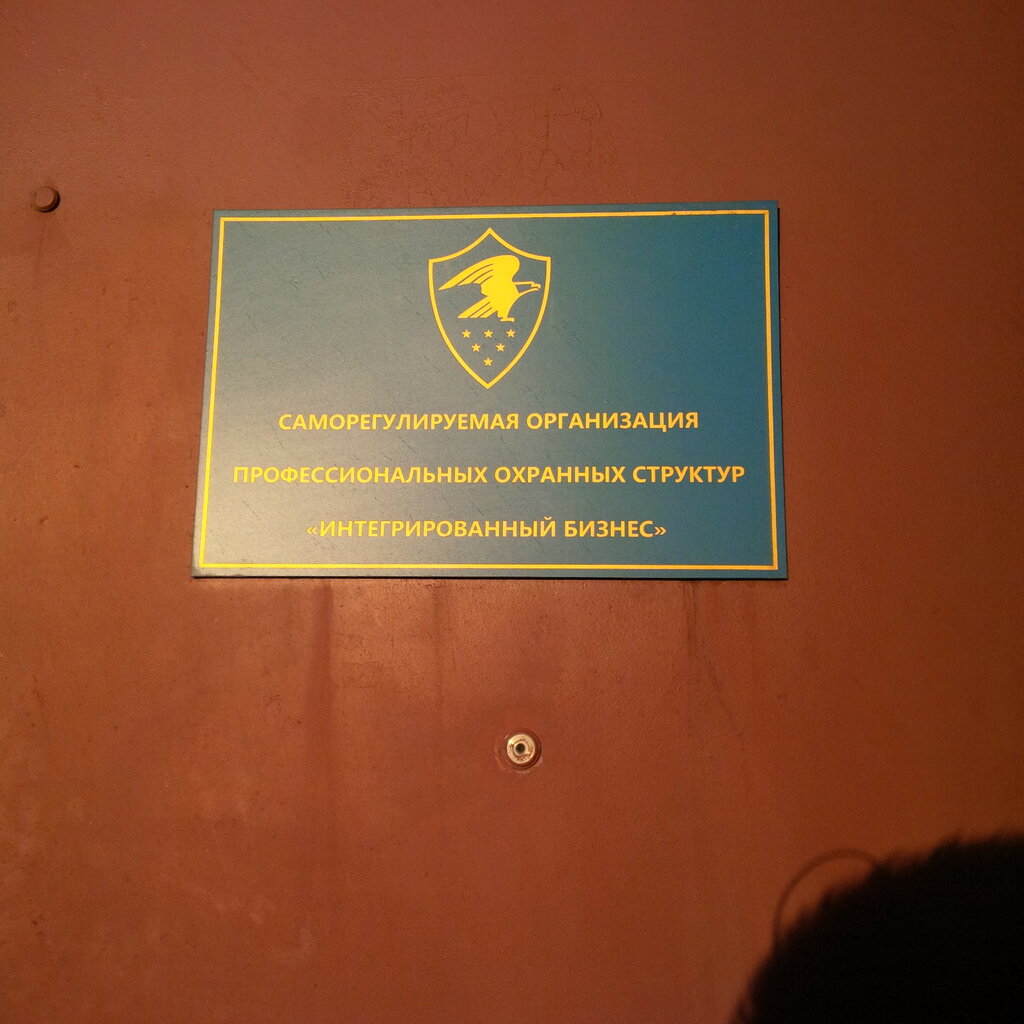 САМОРЕГУЛИРУЕМАЯ ОРГАНИЗАЦИЯ
ПРОФЕССИОНАЛЬНЫХ ОХРАННЫХ СТРУКТУР
«ИНТЕГРИРОВАННЫЙ БИЗНЕС»